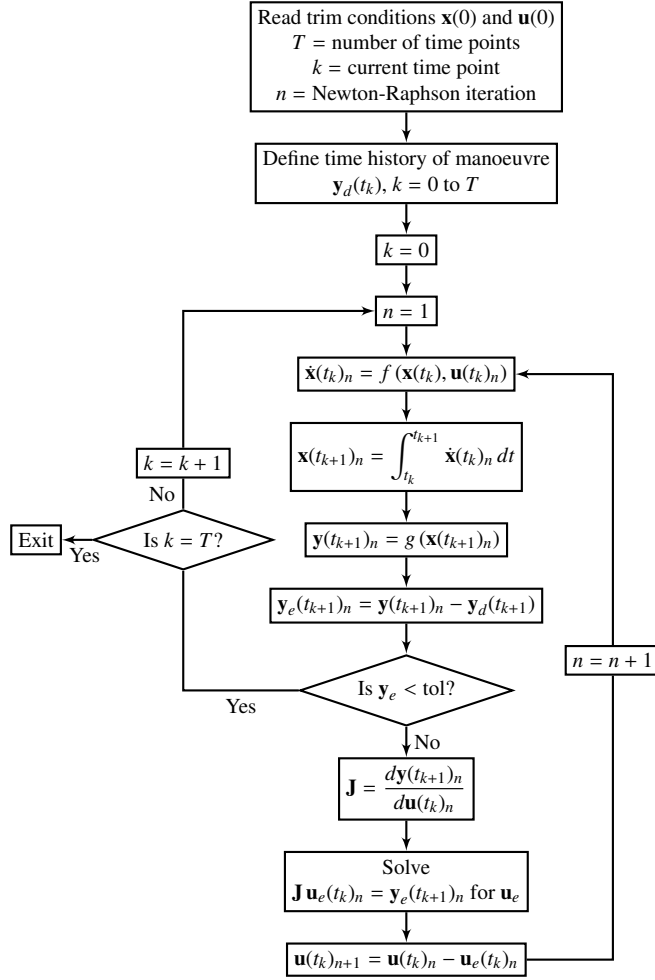 Read trim conditions 𝐱(0) and 𝐮(0)
T = number of time points
k = current time point
n = Newton-Raphson iteration
Define time history of manoeuvre
𝐲_d(t_k), k = 0 to T
k = 0
n = 1
𝐱̇(t_k)_n = f (𝐱(t_k), 𝐮(t_k)_n)
𝐱(t_{k+1})_n = ∫_{t_k}^{t_{k+1}} 𝐱̇(t_k)_n dt
k = k + 1
No
Is k = T?
Exit
Yes
𝐲(t_{k+1})_n = g (𝐱(t_{k+1})_n)
𝐲_e(t_{k+1})_n = 𝐲(t_{k+1})_n − 𝐲_d(t_{k+1})
n = n + 1
Is 𝐲_e < tol?
Yes
No
𝐉 = d𝐲(t_{k+1})_n / d𝐮(t_k)_n
Solve
𝐉 𝐮_e(t_k)_n = 𝐲_e(t_{k+1})_n for 𝐮_e
𝐮(t_k)_{n+1} = 𝐮(t_k)_n − 𝐮_e(t_k)_n